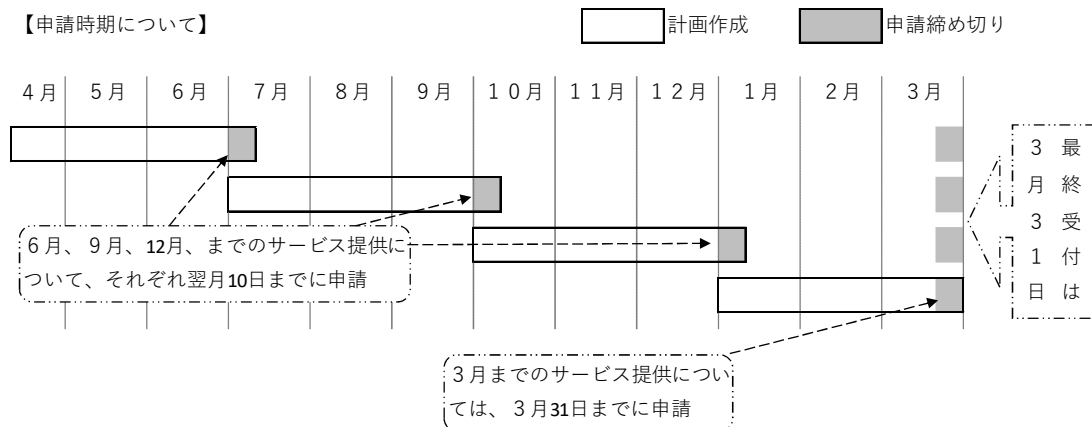 【申請時期について】
計画作成
申請締め切り
４月 ５月 ６月 ７月 ８月 ９月 １０月 １１月 １２月 １月 ２月 ３月
最終受付は
３月３１日
６月、９月、12月、までのサービス提供に
ついて、それぞれ翌月10日までに申請
３月までのサービス提供につい
ては、３月31日までに申請